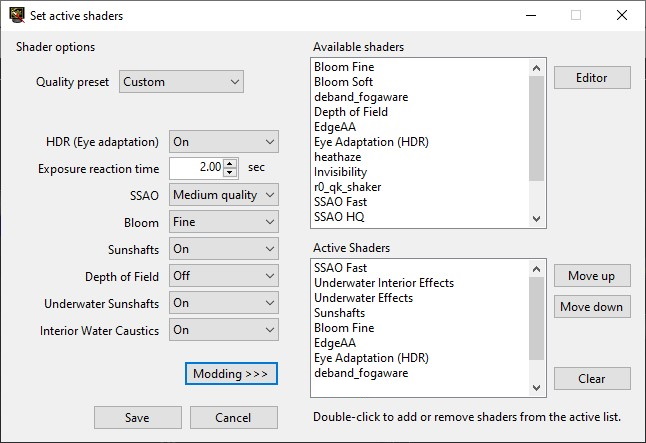 Set active shaders
Shader options
Quality preset Custom
HDR (Eye adaptation) On
Exposure reaction time 2.00 sec
SSAO Medium quality
Bloom Fine
Sunshafts On
Depth of Field Off
Underwater Sunshafts On
Interior Water Caustics On
Modding >>>
Save Cancel
Available shaders
Bloom Fine
Bloom Soft
deband_fogaware
Depth of Field
EdgeAA
Eye Adaptation (HDR)
heathaze
Invisibility
r0_qk_shaker
SSAO Fast
SSAO HQ
Editor
Active Shaders
SSAO Fast
Underwater Interior Effects
Underwater Effects
Sunshafts
Bloom Fine
EdgeAA
Eye Adaptation (HDR)
deband_fogaware
Move up
Move down
Clear
Double-click to add or remove shaders from the active list.